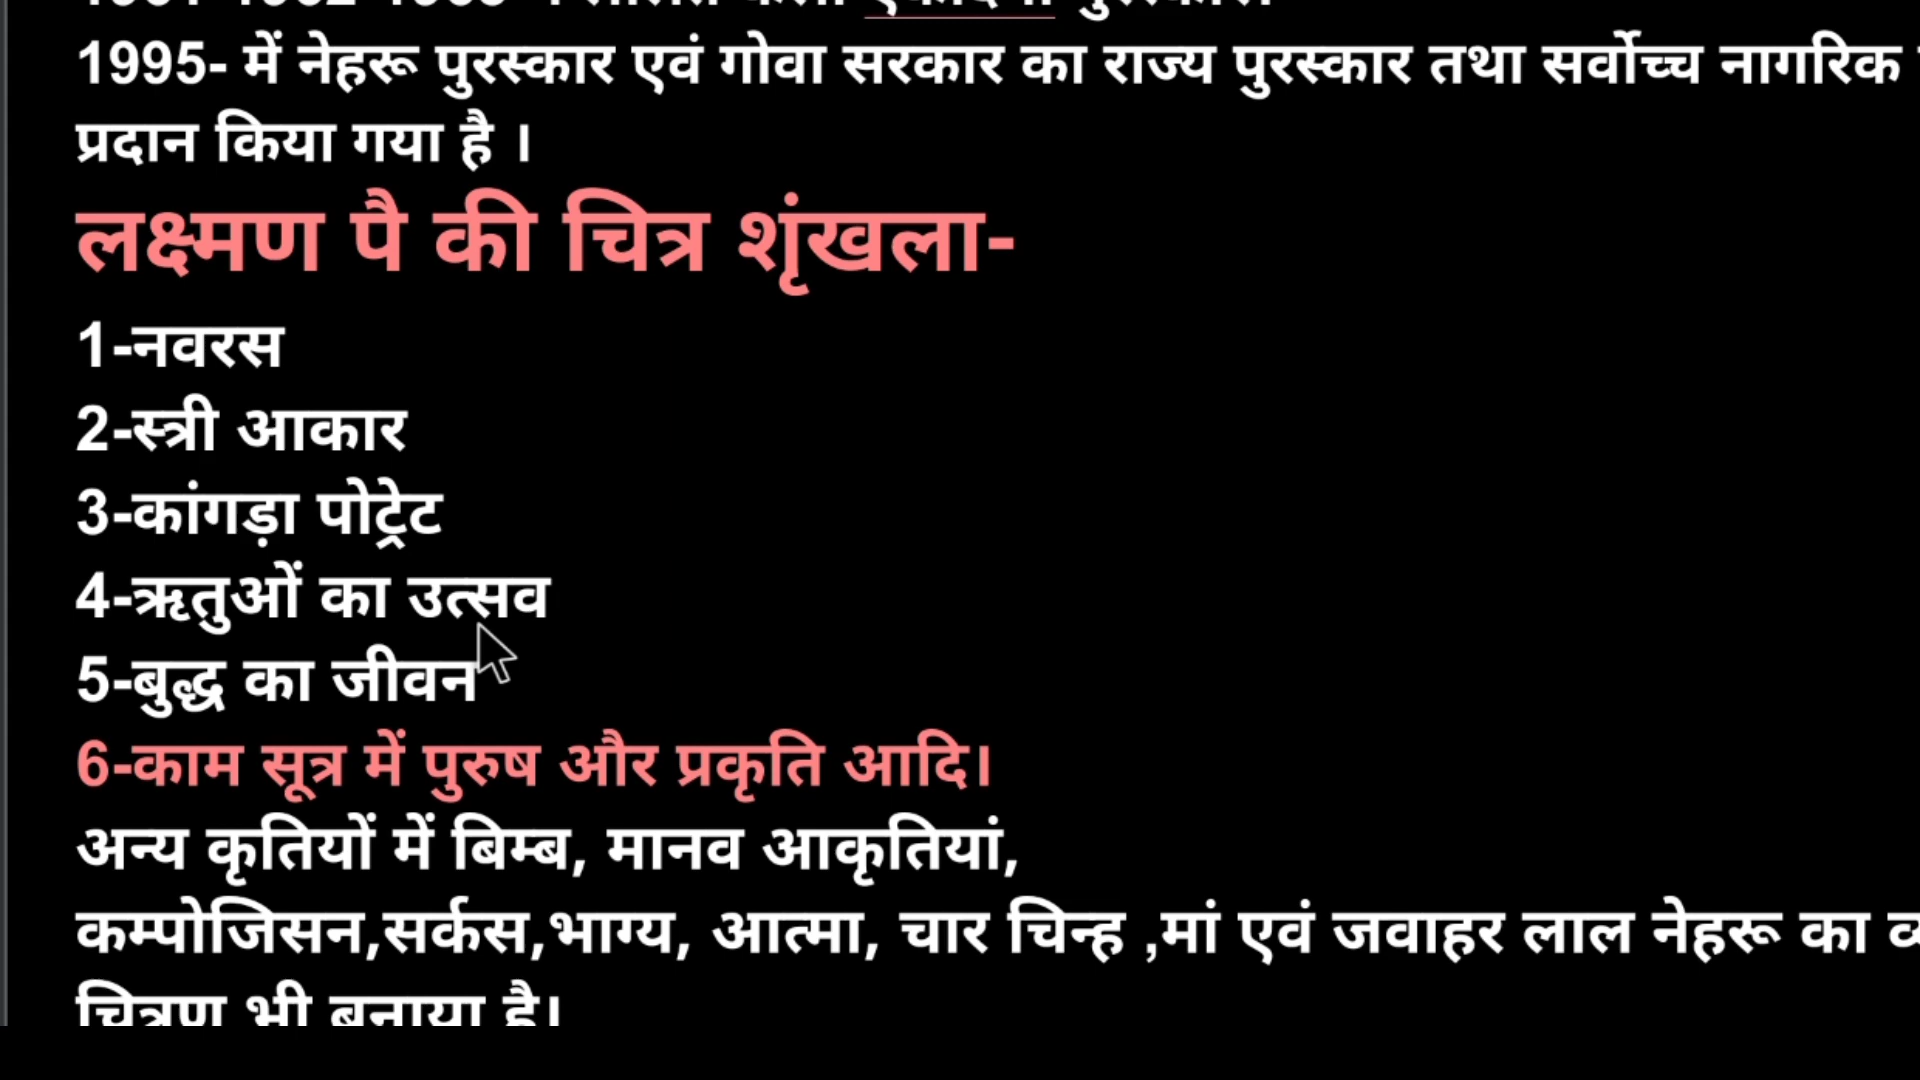 1995- में नेहरू पुरस्कार एवं गोवा सरकार का राज्य पुरस्कार तथा सर्वोच्च नागरिक
प्रदान किया गया है ।
लक्ष्मण पै की चित्र शृंखला-
1-नवरस
2-स्त्री आकार
3-कांगड़ा पोट्रेट
4-ऋतुओं का उत्सव
5-बुद्ध का जीवन
6-काम सूत्र में पुरुष और प्रकृति आदि।
अन्य कृतियों में बिम्ब, मानव आकृतियां,
कम्पोजिसन,सर्कस,भाग्य, आत्मा, चार चिन्ह ,मां एवं जवाहर लाल नेहरू का
चित्रण भी बनाया है।